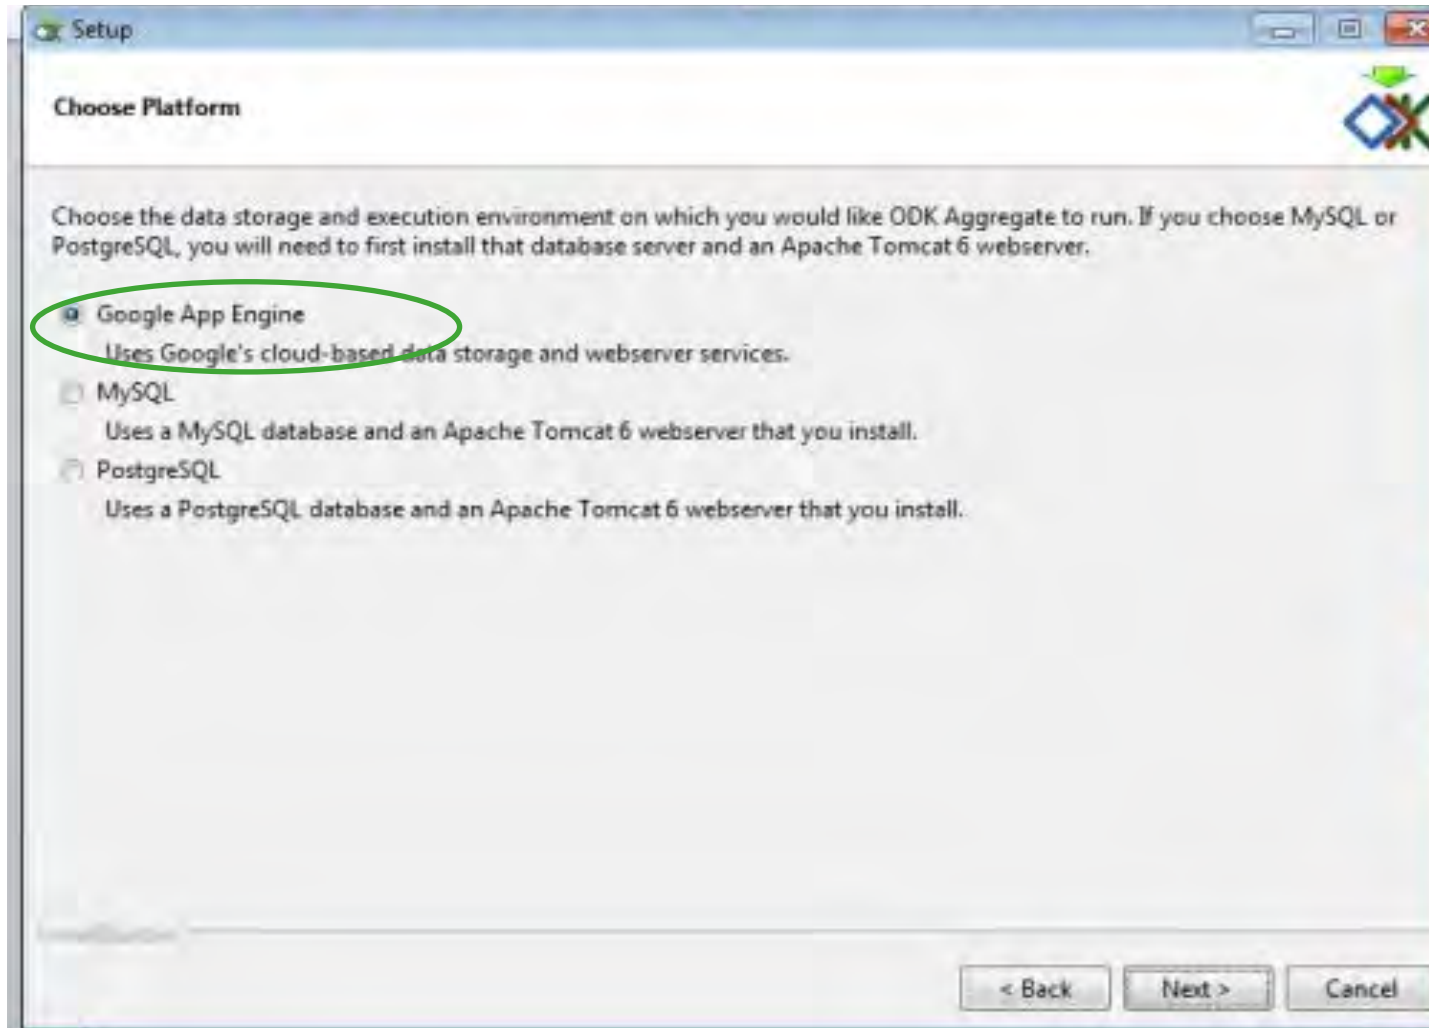 Setup
Choose Platform
Choose the data storage and execution environment on which you would like ODK Aggregate to run. If you choose MySQL or
PostgreSQL, you will need to first install that database server and an Apache Tomcat 6 webserver.
Google App Engine
Uses Google's cloud-based data storage and webserver services.
MySQL
Uses a MySQL database and an Apache Tomcat 6 webserver that you install.
PostgreSQL
Uses a PostgreSQL database and an Apache Tomcat 6 webserver that you install.
< Back Next > Cancel